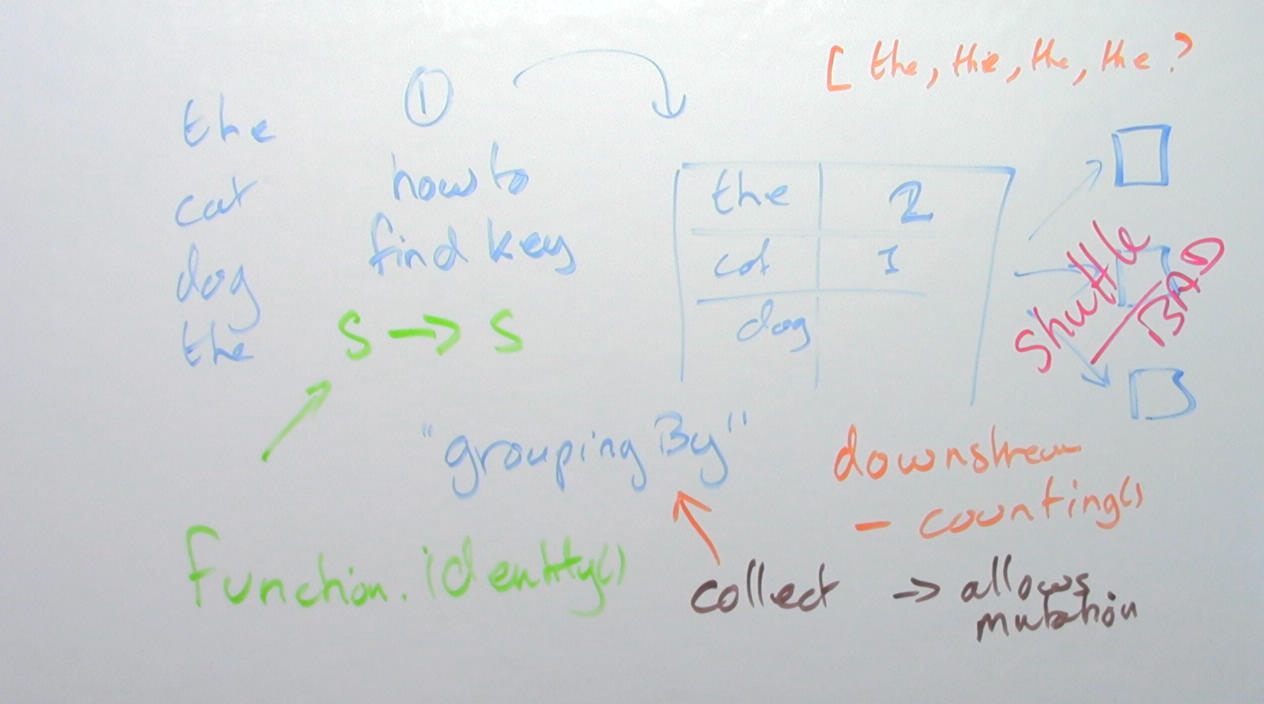 [ the, the, the, the ?
the
cat
dog
the
①
how to
find key
S → S
the 2
cat 1
dog
shuffle
BAD
"groupingBy"
downstream
- counting()
function.identity()
collect → allows
mutation